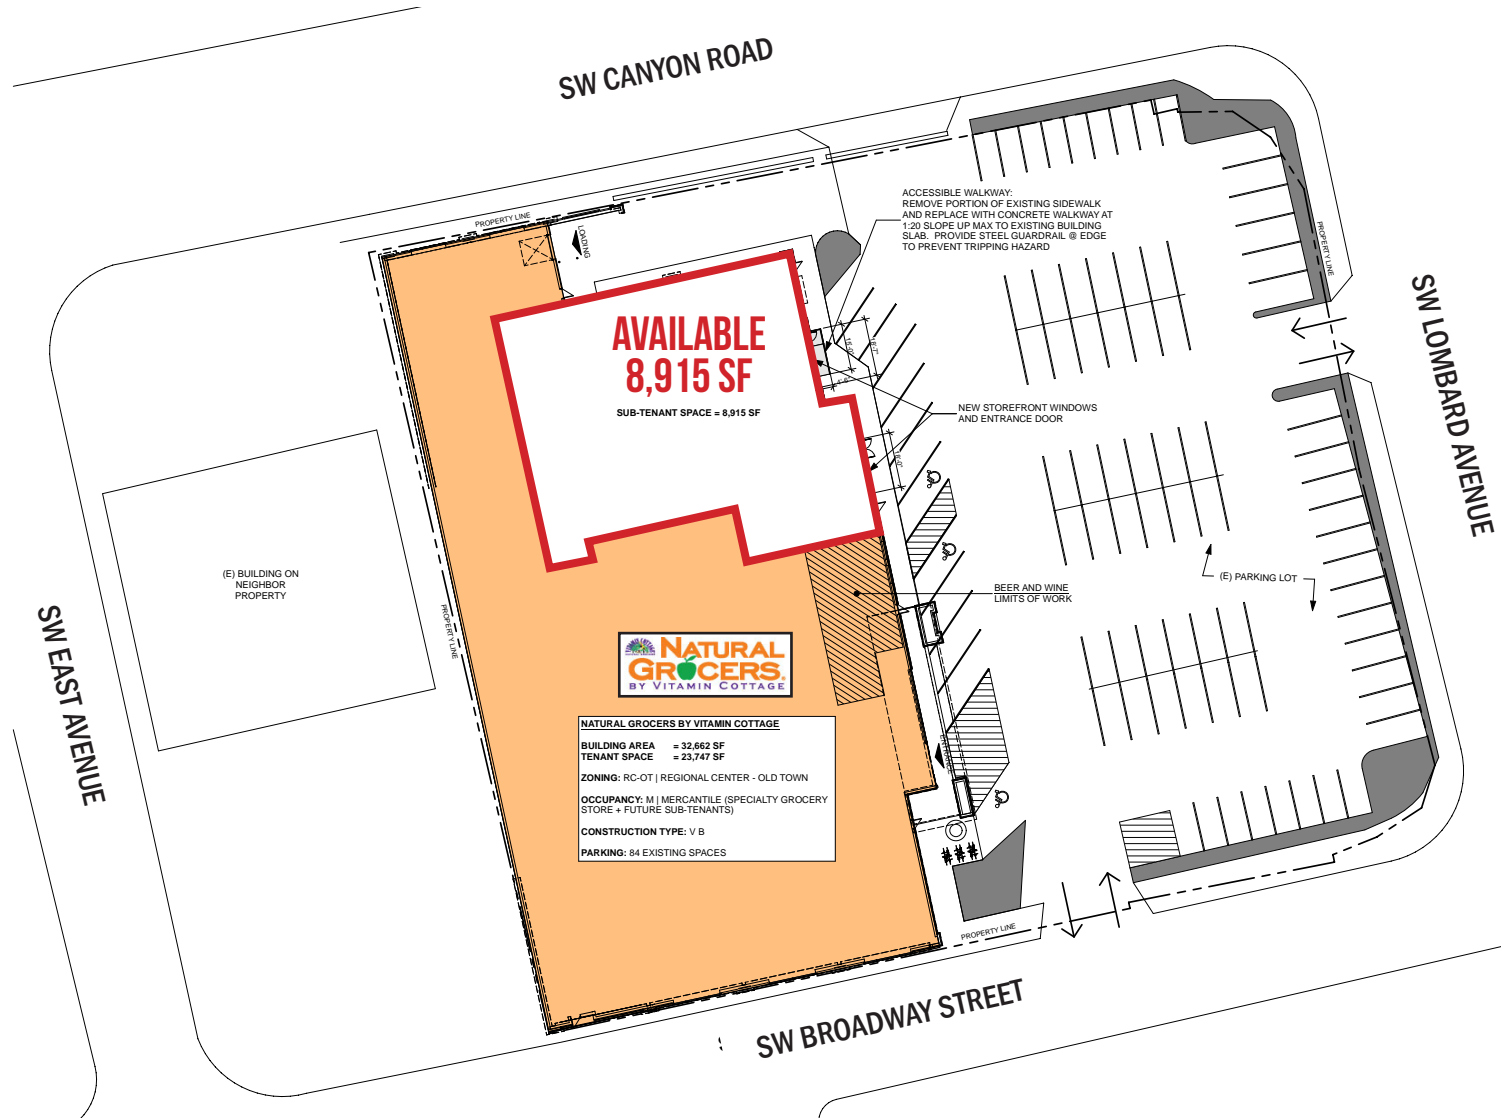 SW CANYON ROAD
PROPERTY LINE
LOADING
ACCESSIBLE WALKWAY:
REMOVE PORTION OF EXISTING SIDEWALK
AND REPLACE WITH CONCRETE WALKWAY AT
1:20 SLOPE UP MAX TO EXISTING BUILDING
SLAB. PROVIDE STEEL GUARDRAIL @ EDGE
TO PREVENT TRIPPING HAZARD
PROPERTY LINE
SW LOMBARD AVENUE
AVAILABLE
8,915 SF
SUB-TENANT SPACE = 8,915 SF
NEW STOREFRONT WINDOWS
AND ENTRANCE DOOR
(E) BUILDING ON
NEIGHBOR
PROPERTY
(E) PARKING LOT
BEER AND WINE
LIMITS OF WORK
PROPERTY LINE
SW EAST AVENUE
NATURAL
GROCERS
BY VITAMIN COTTAGE
NATURAL GROCERS BY VITAMIN COTTAGE
BUILDING AREA = 32,662 SF
TENANT SPACE = 23,747 SF
ZONING: RC-OT | REGIONAL CENTER - OLD TOWN
OCCUPANCY: M | MERCANTILE (SPECIALTY GROCERY
STORE + FUTURE SUB-TENANTS)
CONSTRUCTION TYPE: V B
PARKING: 84 EXISTING SPACES
ENTRANCE
PROPERTY LINE
SW BROADWAY STREET